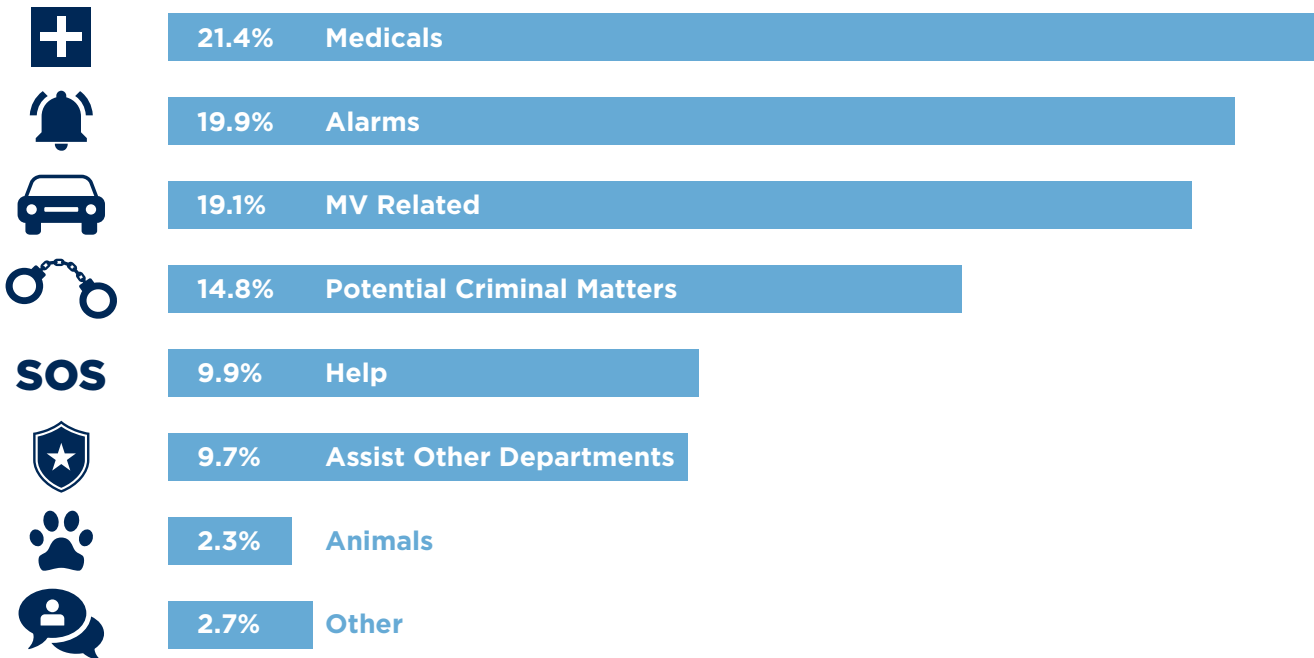 21.4% Medicals
19.9% Alarms
19.1% MV Related
14.8% Potential Criminal Matters
SOS 9.9% Help
9.7% Assist Other Departments
2.3% Animals
2.7% Other